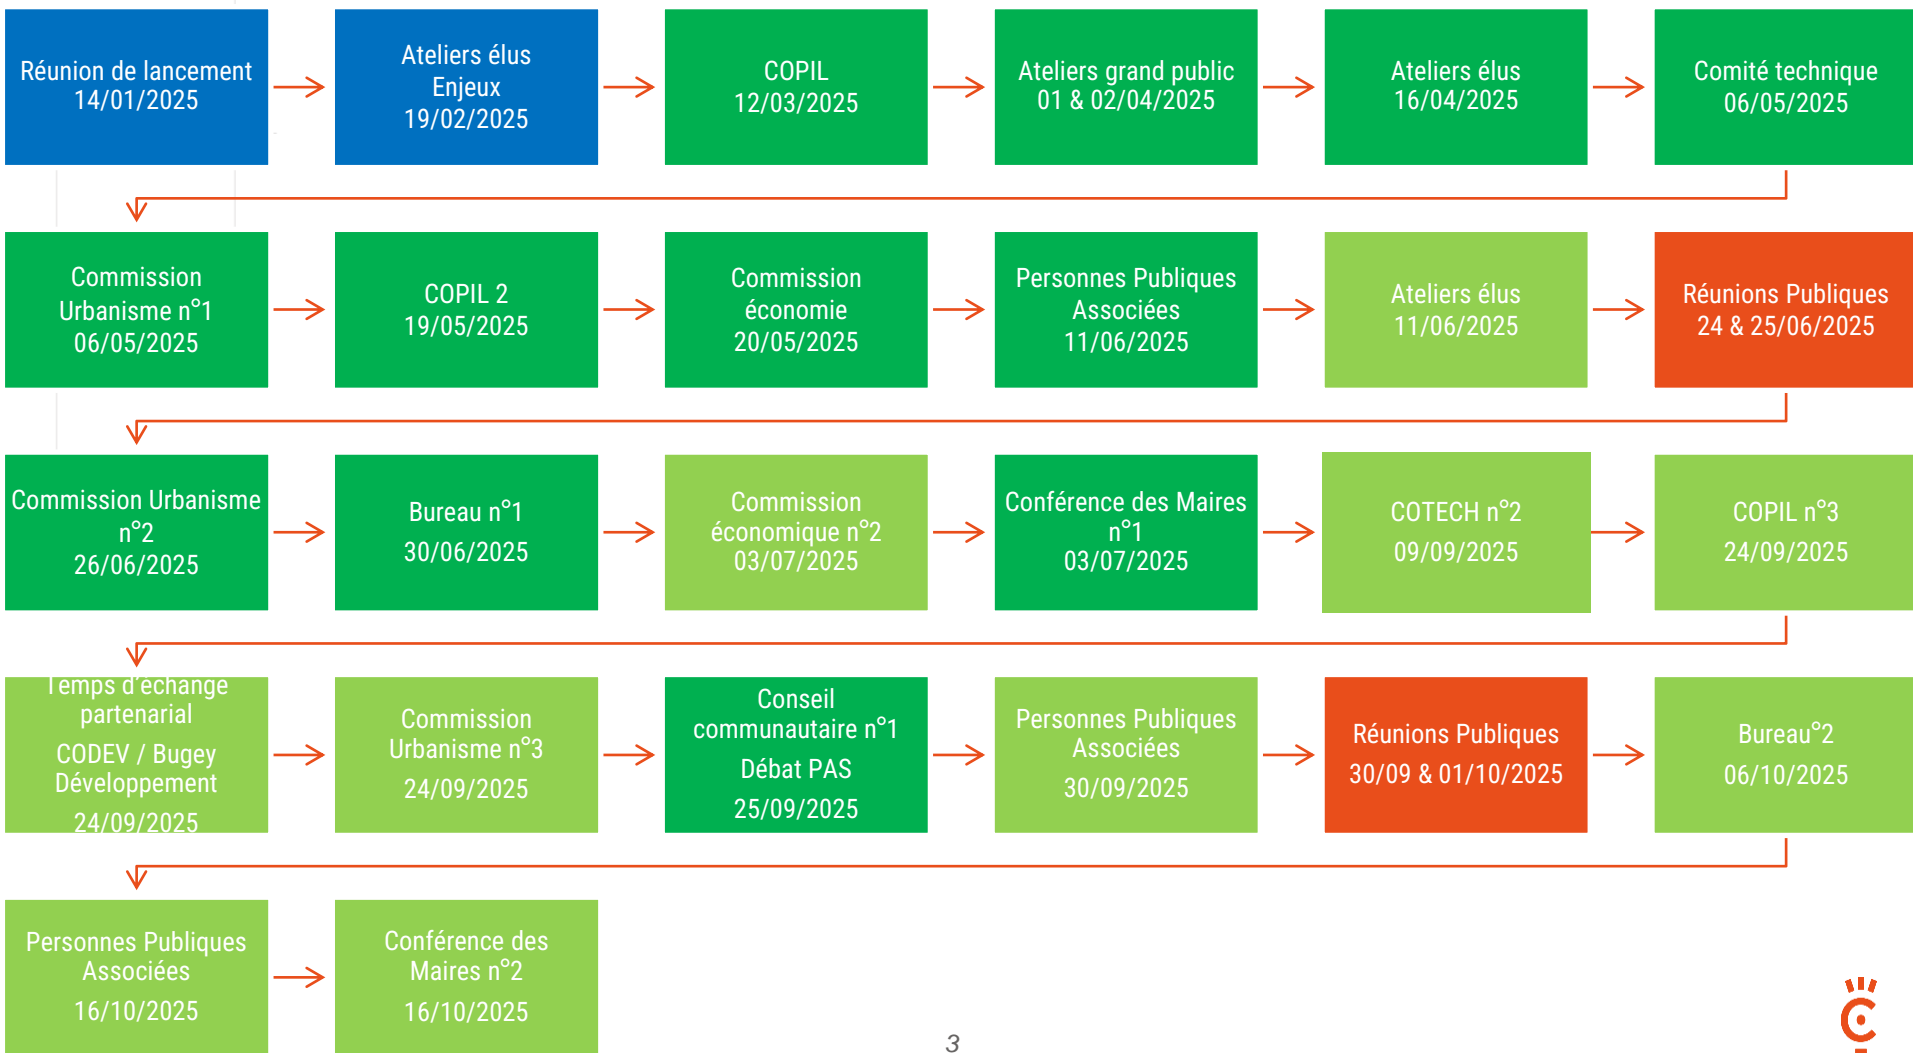 Réunion de lancement
14/01/2025
Ateliers élus
Enjeux
19/02/2025
COPIL
12/03/2025
Ateliers grand public
01 & 02/04/2025
Ateliers élus
16/04/2025
Comité technique
06/05/2025
Commission
Urbanisme n°1
06/05/2025
COPIL 2
19/05/2025
Commission
économie
20/05/2025
Personnes Publiques
Associées
11/06/2025
Ateliers élus
11/06/2025
Réunions Publiques
24 & 25/06/2025
Commission Urbanisme
n°2
26/06/2025
Bureau n°1
30/06/2025
Commission
économique n°2
03/07/2025
Conférence des Maires
n°1
03/07/2025
COTECH n°2
09/09/2025
COPIL n°3
24/09/2025
Temps d'échange
partenarial
CODEV / Bugey
Développement
24/09/2025
Commission
Urbanisme n°3
24/09/2025
Conseil
communautaire n°1
Débat PAS
25/09/2025
Personnes Publiques
Associées
30/09/2025
Réunions Publiques
30/09 & 01/10/2025
Bureau°2
06/10/2025
Personnes Publiques
Associées
16/10/2025
Conférence des
Maires n°2
16/10/2025
3